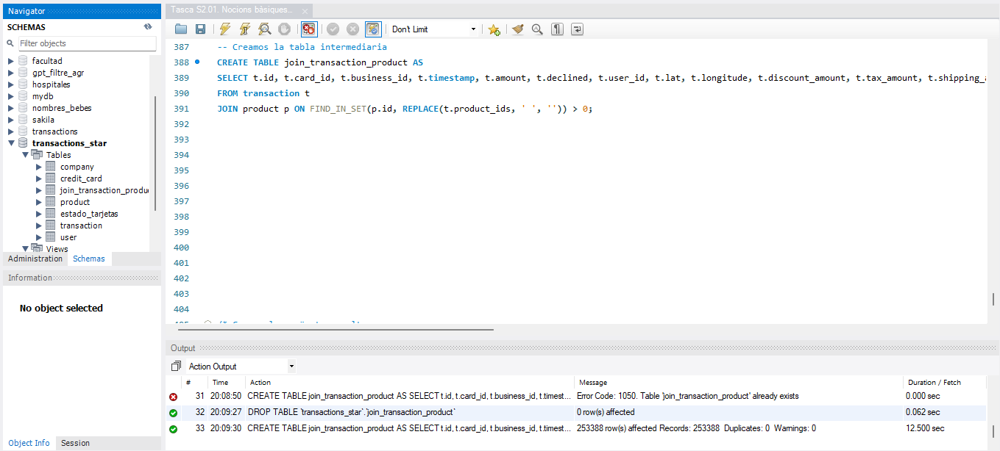 Navigator
SCHEMAS
Filter objects
facultad
gpt_filtre_agr
hospitales
mydb
nombres_bebes
sakila
transactions
transactions_star
Tables
company
credit_card
join_transaction_produ
product
estado_tarjetas
transaction
user
Views
Administration Schemas
Information
No object selected
Object Info Session
Tasca S2.01. Nocions bàsiques...
Don't Limit
387 -- Creamos la tabla intermediaria
388 CREATE TABLE join_transaction_product AS
389 SELECT t.id, t.card_id, t.business_id, t.timestamp, t.amount, t.declined, t.user_id, t.lat, t.longitude, t.discount_amount, t.tax_amount, t.shipping_a
390 FROM transaction t
391 JOIN product p ON FIND_IN_SET(p.id, REPLACE(t.product_ids, ' ', '')) > 0;
392
393
394
395
396
397
398
399
400
401
402
403
404
Output
Action Output
# Time Action Message Duration / Fetch
31 20:08:50 CREATE TABLE join_transaction_product AS SELECT t.id, t.card_id, t.business_id, t.timest... Error Code: 1050. Table 'join_transaction_product' already exists 0.000 sec
32 20:09:27 DROP TABLE `transactions_star`.`join_transaction_product` 0 row(s) affected 0.062 sec
33 20:09:30 CREATE TABLE join_transaction_product AS SELECT t.id, t.card_id, t.business_id, t.timest... 253388 row(s) affected Records: 253388 Duplicates: 0 Warnings: 0 12.500 sec